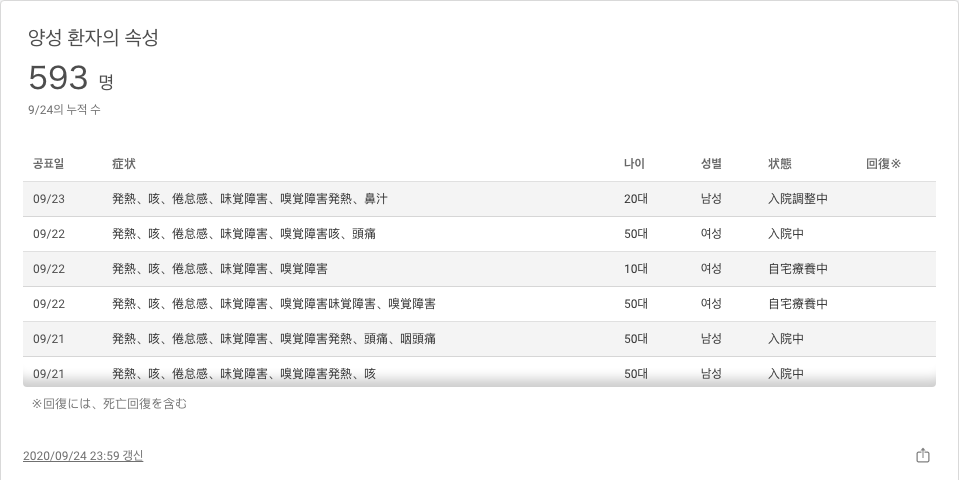 양성 환자의 속성
593 명
9/24의 누적 수
공표일 症状 나이 성별 状態 回復※
09/23 発熱、咳、倦怠感、味覚障害、嗅覚障害発熱、鼻汁 20대 남성 入院調整中
09/22 発熱、咳、倦怠感、味覚障害、嗅覚障害咳、頭痛 50대 여성 入院中
09/22 発熱、咳、倦怠感、味覚障害、嗅覚障害 10대 여성 自宅療養中
09/22 発熱、咳、倦怠感、味覚障害、嗅覚障害味覚障害、嗅覚障害 50대 여성 自宅療養中
09/21 発熱、咳、倦怠感、味覚障害、嗅覚障害発熱、頭痛、咽頭痛 50대 남성 入院中
09/21 発熱、咳、倦怠感、味覚障害、嗅覚障害発熱、咳 50대 남성 入院中
※回復には、死亡回復を含む
2020/09/24 23:59 갱신